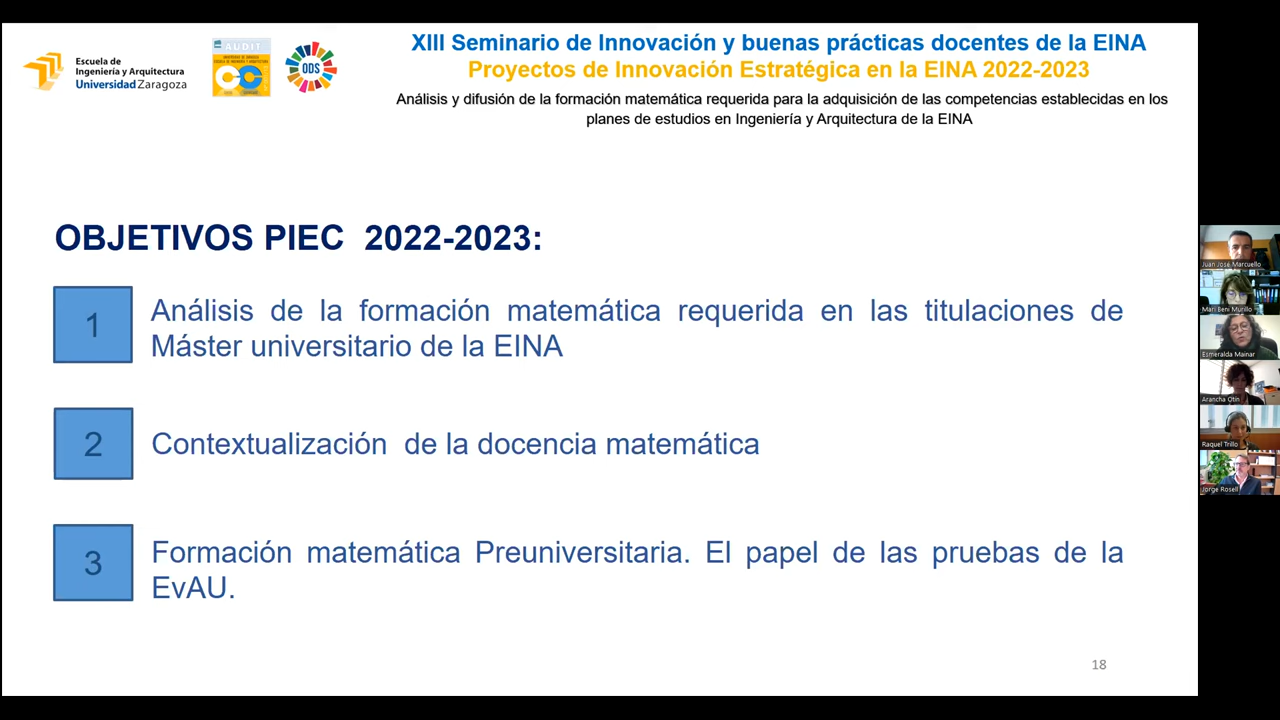 Escuela de
Ingeniería y Arquitectura
Universidad Zaragoza
AUDIT
ODS
XIII Seminario de Innovación y buenas prácticas docentes de la EINA
Proyectos de Innovación Estratégica en la EINA 2022-2023
Análisis y difusión de la formación matemática requerida para la adquisición de las competencias establecidas en los
planes de estudios en Ingeniería y Arquitectura de la EINA
OBJETIVOS PIEC 2022-2023:
1
Análisis de la formación matemática requerida en las titulaciones de
Máster universitario de la EINA
2
Contextualización de la docencia matemática
3
Formación matemática Preuniversitaria. El papel de las pruebas de la
EvAU.
18
Juan José Marcuello
Mari Beni Murillo
Esmeralda Mainar
Arancha Otín
Raquel Trillo
Jorge Rosell